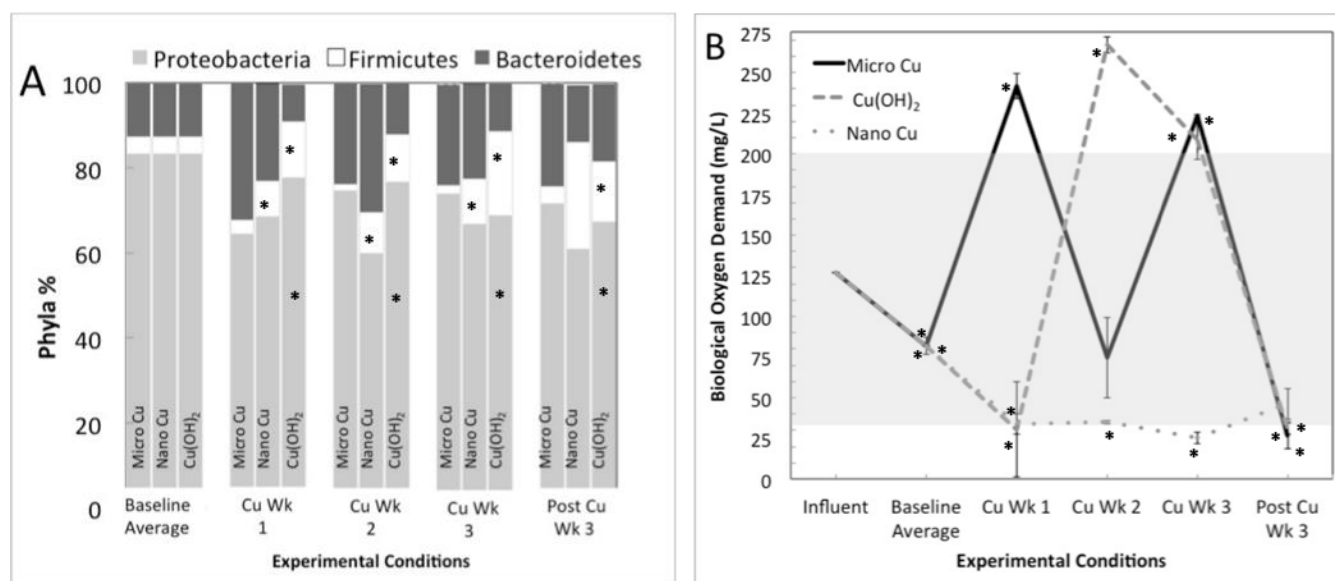 A
Proteobacteria Firmicutes Bacteroidetes
100
80
60
40
20
0
Phyla %
* * *
* *
* *
* * * *
Micro Cu Nano Cu Cu(OH)₂
Micro Cu Nano Cu Cu(OH)₂
Micro Cu Nano Cu Cu(OH)₂
Micro Cu Nano Cu Cu(OH)₂
Micro Cu Nano Cu Cu(OH)₂
Baseline Cu Wk Cu Wk Cu Wk Post Cu
Average 1 2 3 Wk 3
Experimental Conditions
B
Micro Cu
Cu(OH)₂
Nano Cu
275
250
225
200
175
150
125
100
75
50
25
0
Biological Oxygen Demand (mg/L)
* *
* *
* *
*
* *
* * * *
* *
Influent Baseline Cu Wk 1 Cu Wk 2 Cu Wk 3 Post Cu
Average Wk 3
Experimental Conditions